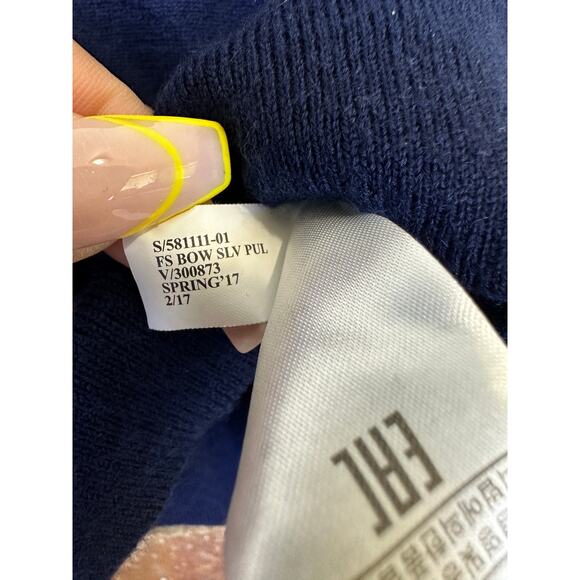 S/581111-01
FS BOW SLV PUL
V/300873
SPRING'17
2/17
EAC